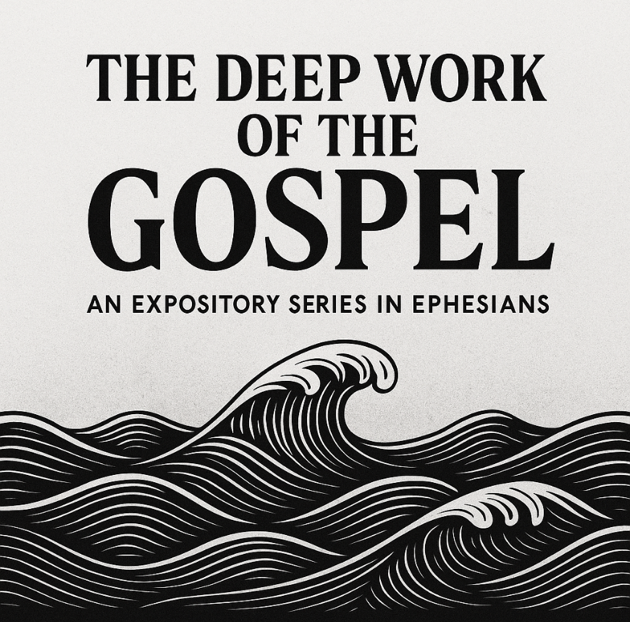 THE DEEP WORK
OF THE
GOSPEL
AN EXPOSITORY SERIES IN EPHESIANS